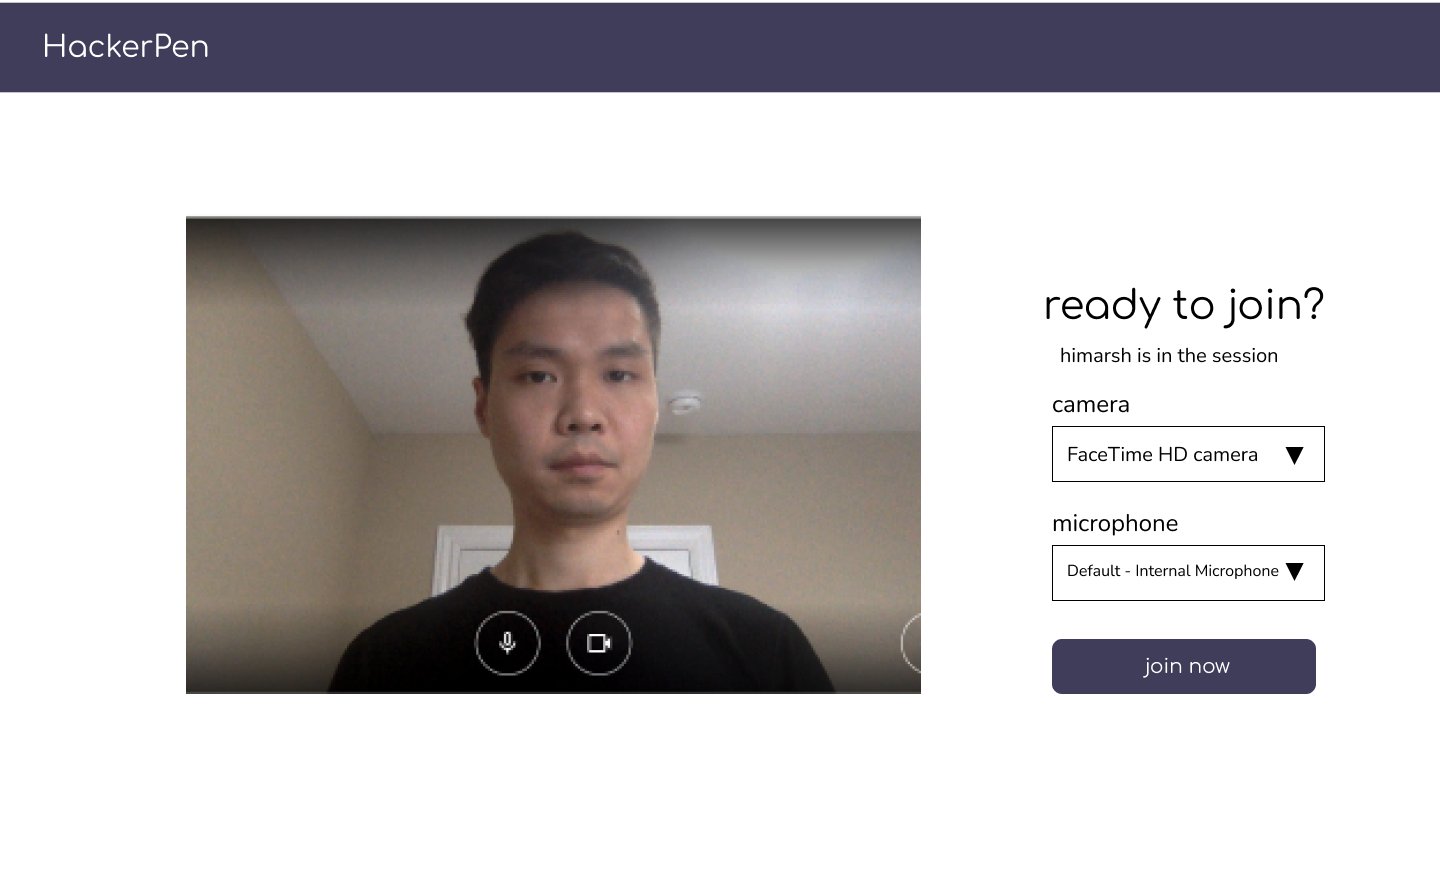 HackerPen
ready to join?
himarsh is in the session
camera
FaceTime HD camera
microphone
Default - Internal Microphone
join now